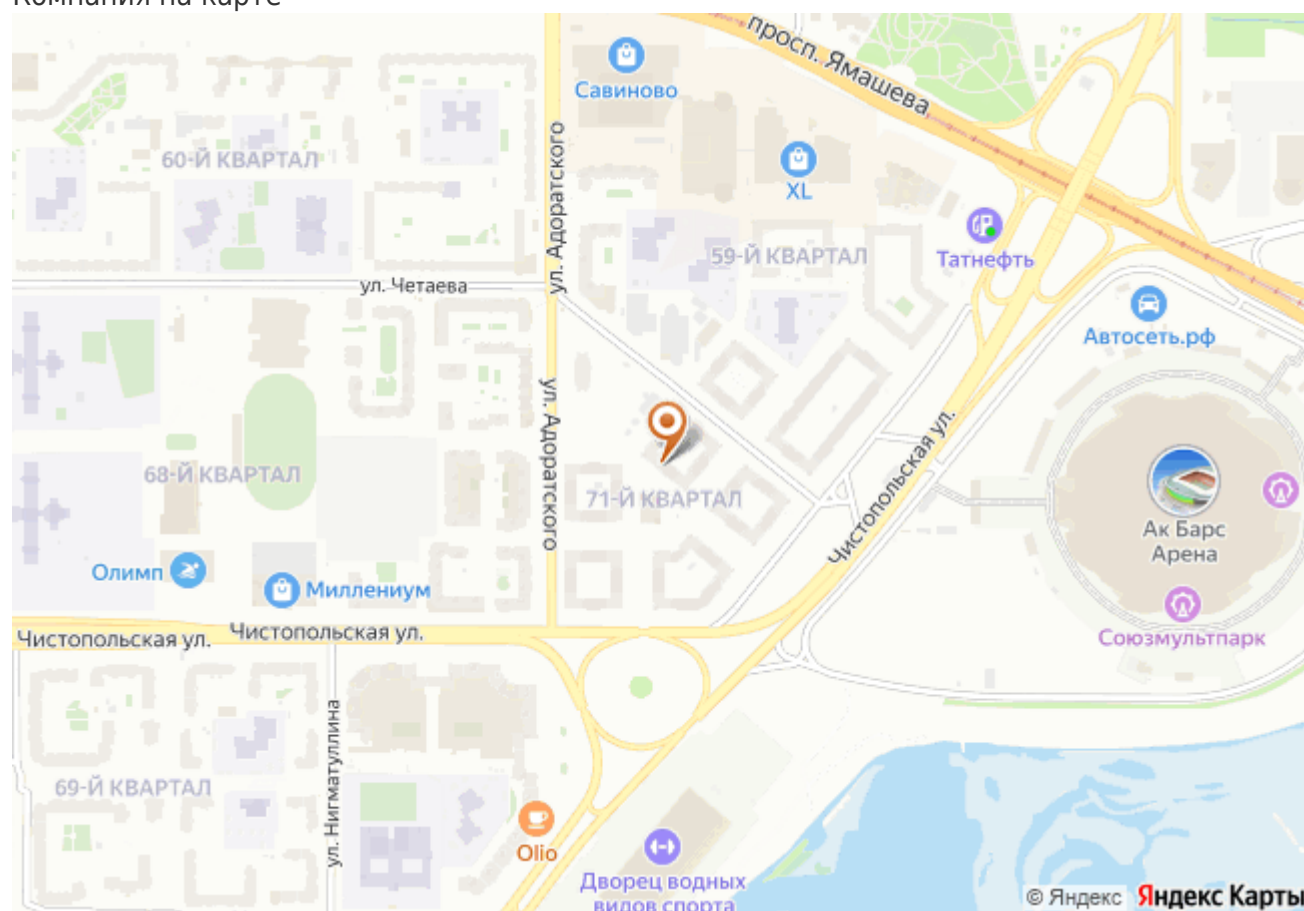 Компания на карте
просп. Ямашева
Савиново
ул. Адоратского
60-Й КВАРТАЛ
XL
59-Й КВАРТАЛ
Татнефть
ул. Четаева
Автосеть.рф
ул. Адоратского
Чистопольская ул.
68-Й КВАРТАЛ
71-Й КВАРТАЛ
Ак Барс
Арена
Олимп
Миллениум
Союзмультпарк
Чистопольская ул.
Чистопольская ул.
ул. Нигматуллина
69-Й КВАРТАЛ
Olio
Дворец водных
видов спорта
© Яндекс Яндекс Карты